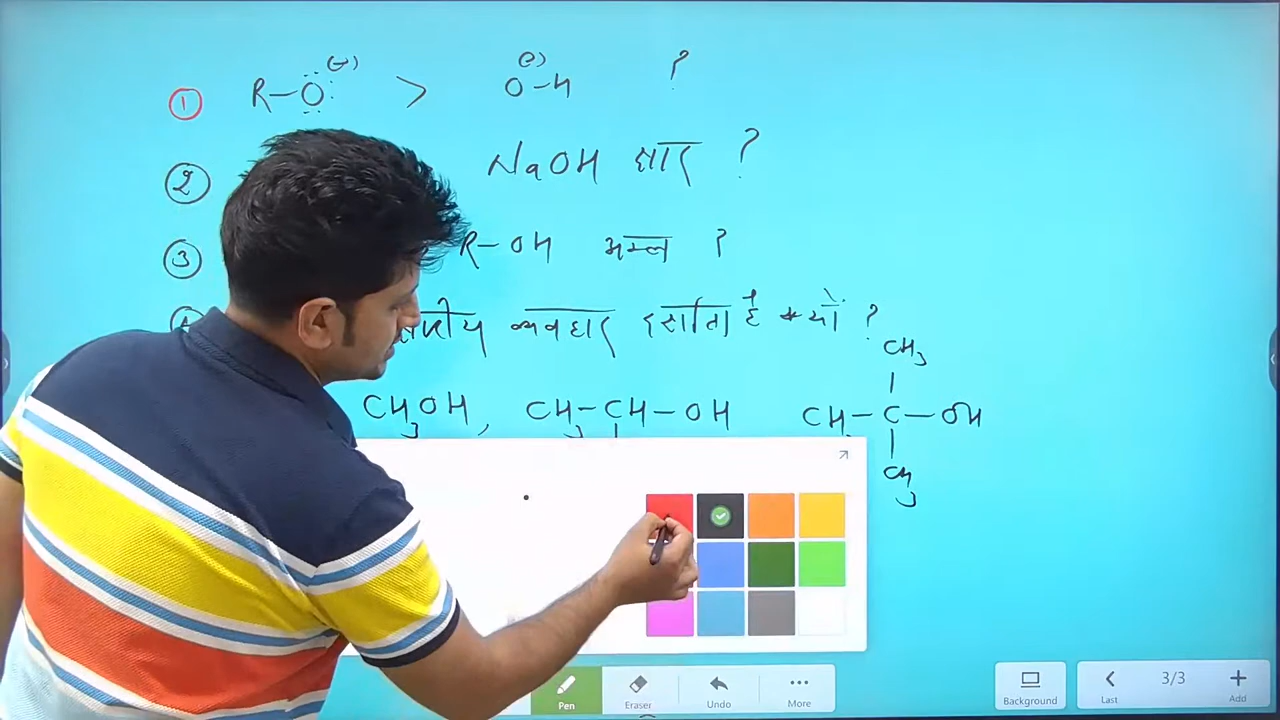 ① R–O(–) > (–)O–H ?
② NaOH क्षार ?
③ R–OH अम्ल ?
व्यवहार दर्शाता है क्यों ?
CH3OH, CH3–CH–OH CH3–C–OH
CH3
CH3
Pen Eraser Undo More
Background Last 3/3 Add